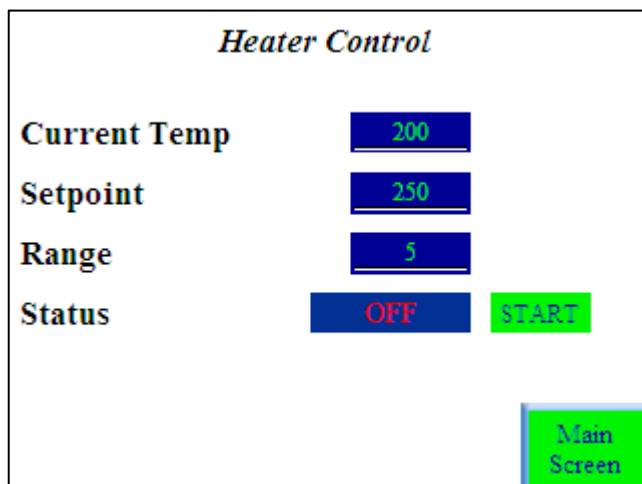 Heater Control
Current Temp 200
Setpoint 250
Range 5
Status OFF START
Main
Screen